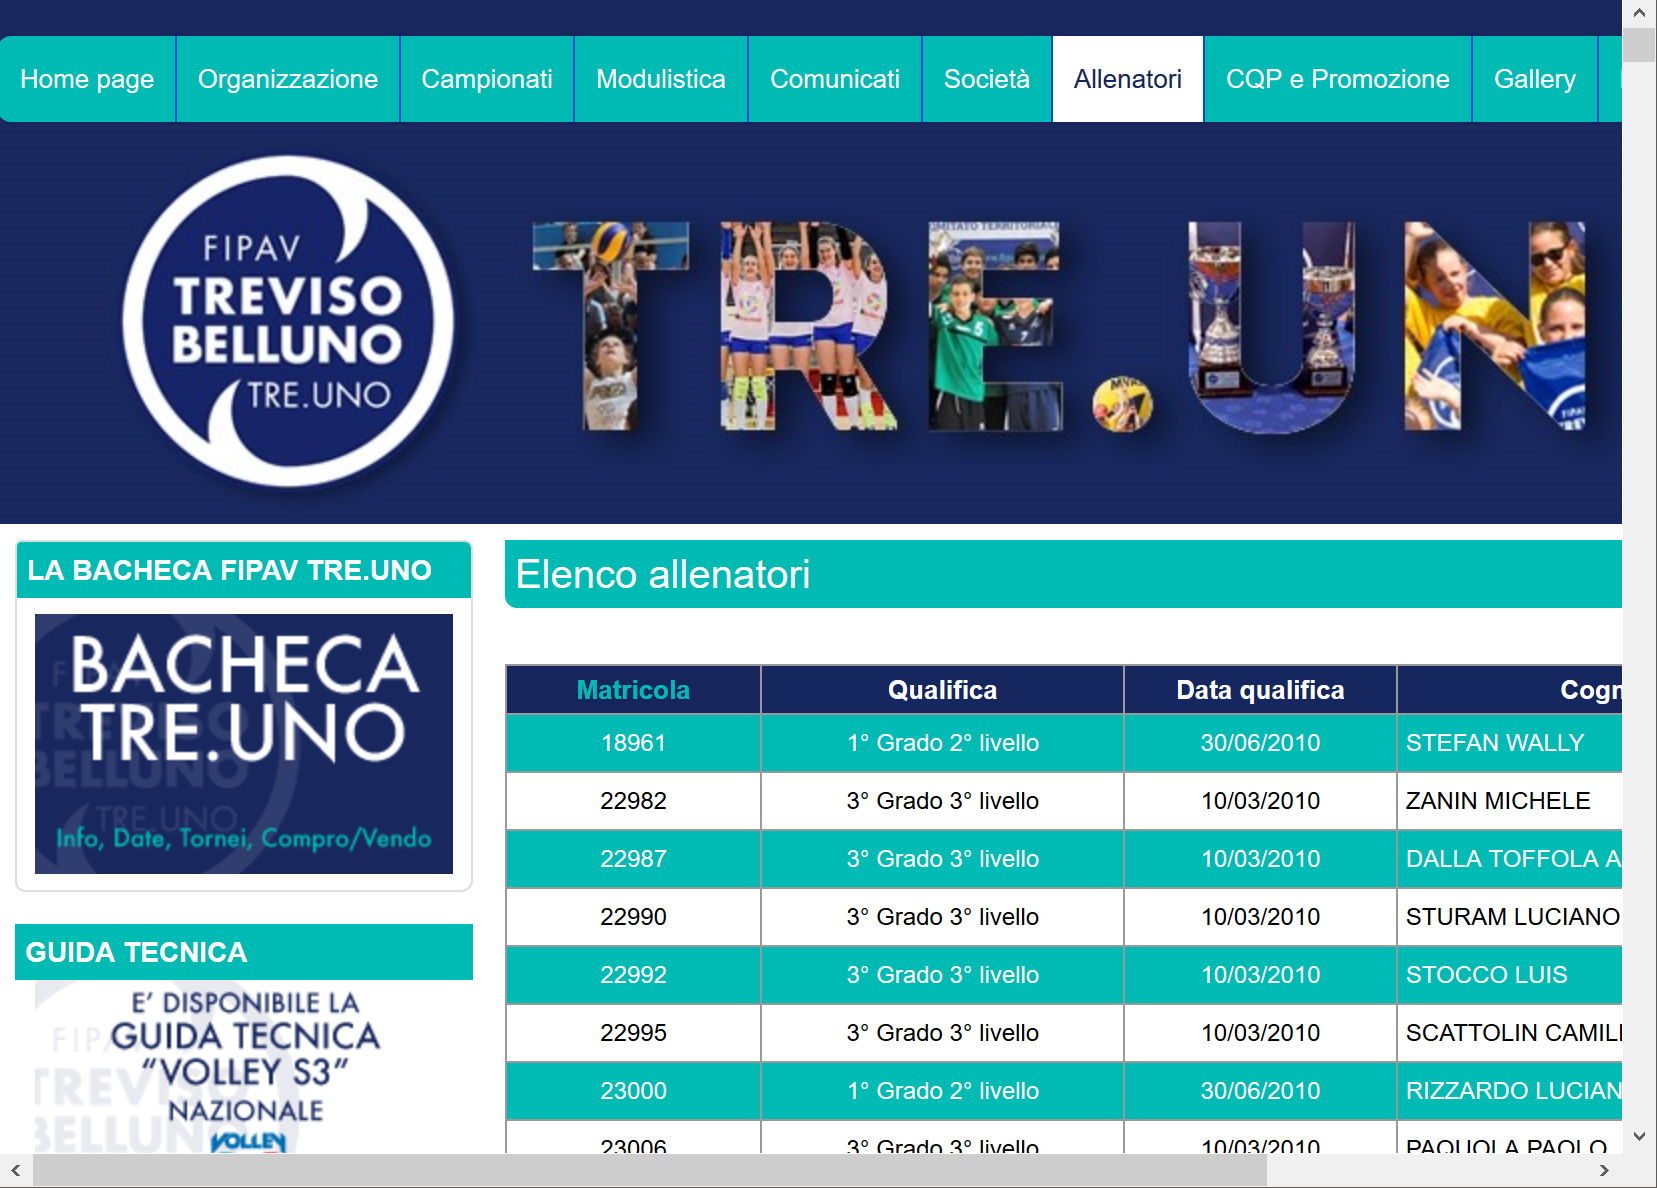 Home page Organizzazione Campionati Modulistica Comunicati Società Allenatori CQP e Promozione Gallery
FIPAV
TREVISO
BELLUNO
TRE.UNO
TRE.UN
LA BACHECA FIPAV TRE.UNO
BACHECA
TRE.UNO
Info, Date, Tornei, Compro/Vendo
GUIDA TECNICA
E' DISPONIBILE LA
GUIDA TECNICA
"VOLLEY S3"
NAZIONALE
VOLLEY
Elenco allenatori
Matricola Qualifica Data qualifica Cogn
18961 1° Grado 2° livello 30/06/2010 STEFAN WALLY
22982 3° Grado 3° livello 10/03/2010 ZANIN MICHELE
22987 3° Grado 3° livello 10/03/2010 DALLA TOFFOLA A
22990 3° Grado 3° livello 10/03/2010 STURAM LUCIANO
22992 3° Grado 3° livello 10/03/2010 STOCCO LUIS
22995 3° Grado 3° livello 10/03/2010 SCATTOLIN CAMIL
23000 1° Grado 2° livello 30/06/2010 RIZZARDO LUCIAN
23006 3° Grado 3° livello 10/03/2010 PAQUOLA PAOLO